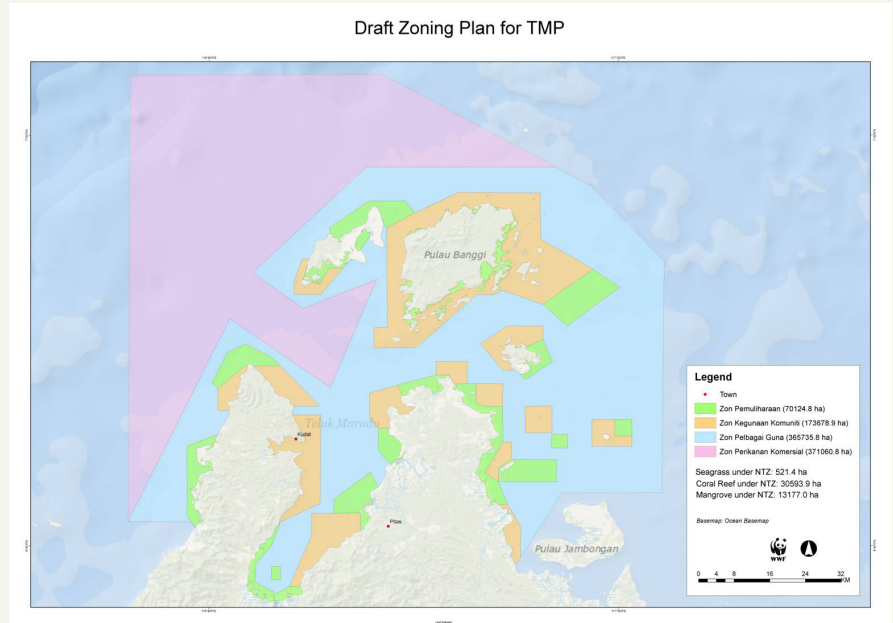 Draft Zoning Plan for TMP
Pulau Banggi
Teluk Marudu
Kudat
Pitas
Pulau Jambongan
Legend
Town
Zon Pemuliharaan (70124.8 ha)
Zon Kegunaan Komuniti (173678.9 ha)
Zon Pelbagai Guna (365735.8 ha)
Zon Perikanan Komersial (371060.8 ha)
Seagrass under NTZ: 521.4 ha
Coral Reef under NTZ: 30593.9 ha
Mangrove under NTZ: 13177.0 ha
Basemap: Ocean Basemap
WWF
0 4 8 16 24 32
KM